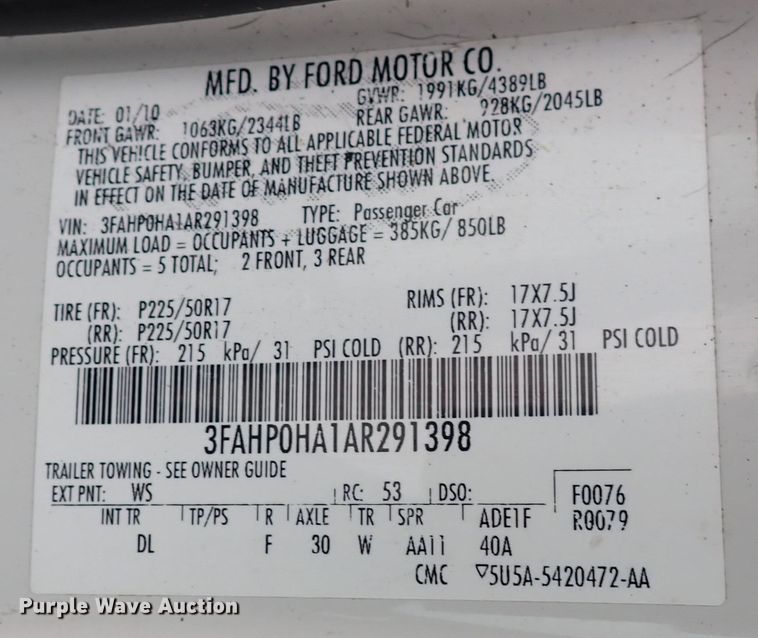 MFD. BY FORD MOTOR CO.
DATE: 01/10 GVWR: 1991KG/4389LB
FRONT GAWR: 1063KG/2344LB REAR GAWR: 928KG/2045LB
THIS VEHICLE CONFORMS TO ALL APPLICABLE FEDERAL MOTOR
VEHICLE SAFETY, BUMPER, AND THEFT PREVENTION STANDARDS
IN EFFECT ON THE DATE OF MANUFACTURE SHOWN ABOVE.
VIN: 3FAHP0HA1AR291398 TYPE: Passenger Car
MAXIMUM LOAD = OCCUPANTS + LUGGAGE = 385KG/ 850LB
OCCUPANTS = 5 TOTAL; 2 FRONT, 3 REAR
TIRE (FR): P225/50R17 RIMS (FR): 17X7.5J
(RR): P225/50R17 (RR): 17X7.5J
PRESSURE (FR): 215 kPa/ 31 PSI COLD (RR): 215 kPa/ 31 PSI COLD
3FAHP0HA1AR291398
TRAILER TOWING - SEE OWNER GUIDE
EXT PNT: WS RC: 53 DSO: F0076
INT TR TP/PS R AXLE TR SPR ADE1F R0079
DL F 30 W AA11 40A
CMC ▽5U5A-5420472-AA
Purple Wave Auction